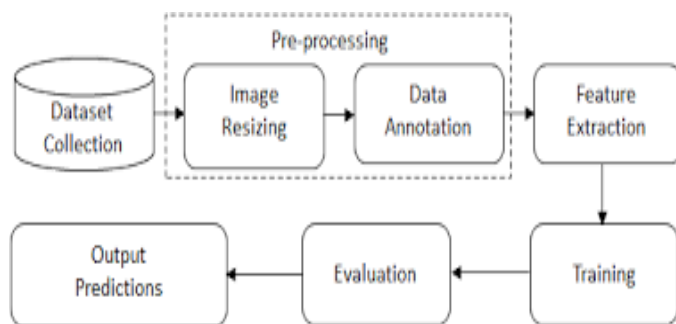 Pre-processing
Dataset
Collection
Image
Resizing
Data
Annotation
Feature
Extraction
Output
Predictions
Evaluation
Training